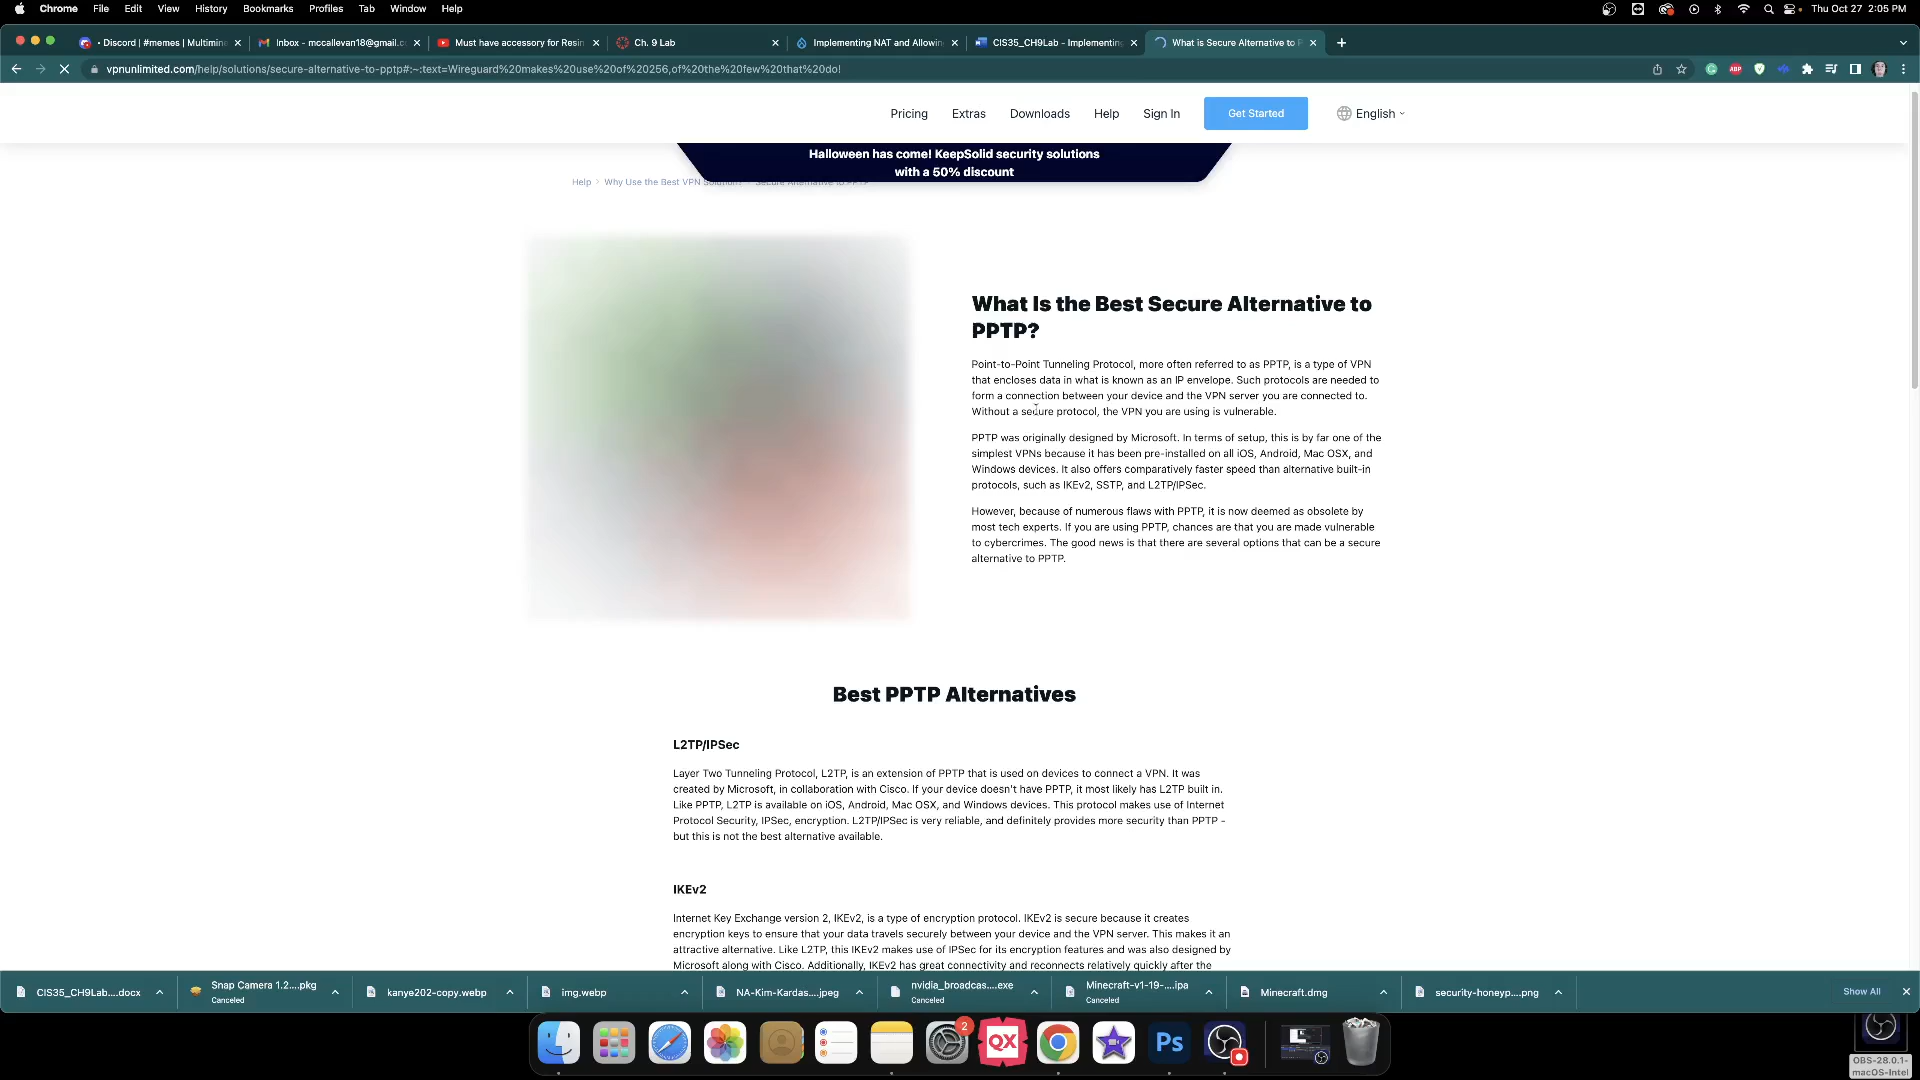 Chrome File Edit View History Bookmarks Profiles Tab Window Help Thu Oct 27 2:05 PM
• Discord | #memes | Multimin
Inbox - mccallevan18@gmail.c
Must have accessory for Resin
Ch. 9 Lab
Implementing NAT and Allowin
CIS35_CH9Lab - Implementing
What is Secure Alternative to P
vpnunlimited.com/help/solutions/secure-alternative-to-pptp#:~:text=Wireguard%20makes%20use%20of%20256,of%20the%20few%20that%20do!
ABP
Pricing Extras Downloads Help Sign In Get Started English
Halloween has come! KeepSolid security solutions
with a 50% discount
Help > Why Use the Best VPN Solution? Secure Alternative to PPTP
What Is the Best Secure Alternative to
PPTP?
Point-to-Point Tunneling Protocol, more often referred to as PPTP, is a type of VPN
that encloses data in what is known as an IP envelope. Such protocols are needed to
form a connection between your device and the VPN server you are connected to.
Without a secure protocol, the VPN you are using is vulnerable.
PPTP was originally designed by Microsoft. In terms of setup, this is by far one of the
simplest VPNs because it has been pre-installed on all iOS, Android, Mac OSX, and
Windows devices. It also offers comparatively faster speed than alternative built-in
protocols, such as IKEv2, SSTP, and L2TP/IPSec.
However, because of numerous flaws with PPTP, it is now deemed as obsolete by
most tech experts. If you are using PPTP, chances are that you are made vulnerable
to cybercrimes. The good news is that there are several options that can be a secure
alternative to PPTP.
Best PPTP Alternatives
L2TP/IPSec
Layer Two Tunneling Protocol, L2TP, is an extension of PPTP that is used on devices to connect a VPN. It was
created by Microsoft, in collaboration with Cisco. If your device doesn't have PPTP, it most likely has L2TP built in.
Like PPTP, L2TP is available on iOS, Android, Mac OSX, and Windows devices. This protocol makes use of Internet
Protocol Security, IPSec, encryption. L2TP/IPSec is very reliable, and definitely provides more security than PPTP -
but this is not the best alternative available.
IKEv2
Internet Key Exchange version 2, IKEv2, is a type of encryption protocol. IKEv2 is secure because it creates
encryption keys to ensure that your data travels securely between your device and the VPN server. This makes it an
attractive alternative. Like L2TP, this IKEv2 makes use of IPSec for its encryption features and was also designed by
Microsoft along with Cisco. Additionally, IKEv2 has great connectivity and reconnects relatively quickly after the
CIS35_CH9Lab....docx
Snap Camera 1.2....pkg
Canceled
kanye202-copy.webp
img.webp
NA-Kim-Kardas....jpeg
nvidia_broadcas....exe
Canceled
Minecraft-v1-19-....ipa
Canceled
Minecraft.dmg
security-honeyp....png
Show All
2
QX
Ps
OBS-28.0.1-
macOS-Intel